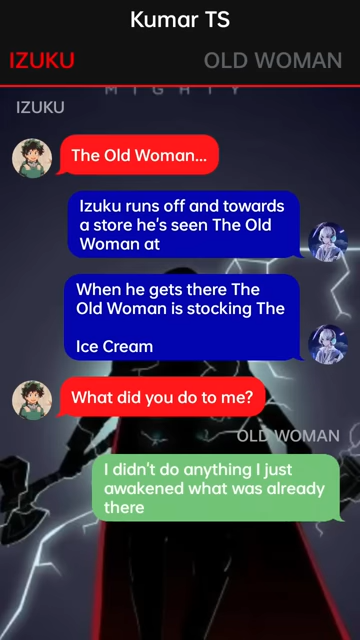 Kumar TS
IZUKU
OLD WOMAN
MIGHTY
IZUKU
The Old Woman...
Izuku runs off and towards
a store he's seen The Old
Woman at
When he gets there The
Old Woman is stocking The
Ice Cream
What did you do to me?
OLD WOMAN
I didn't do anything I just
awakened what was already
there